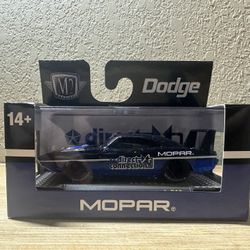 M2
Dodge
14+
direct
MOPAR
direct
connection
MOPAR®